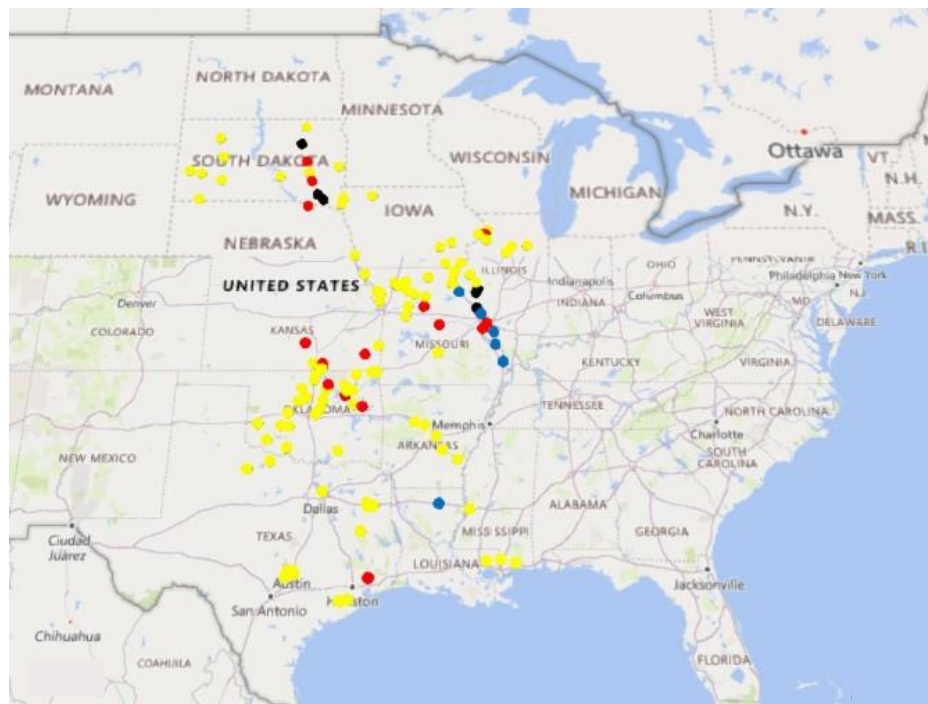 NORTH DAKOTA
MONTANA
MINNESOTA
Ottawa
VT.
WISCONSIN
SOUTH DAKOTA
N.H.
MICHIGAN
WYOMING
IOWA
N.Y.
MASS.
NEBRASKA
R.I
PENNSYLVANIA
OHIO
ILLINOIS
Philadelphia New York
UNITED STATES
Indianapolis
Columbus
N.J
Denver
INDIANA
MD
WEST
VIRGINIA
DELAWARE
COLORADO
KANSAS
MISSOURI
KENTUCKY
VIRGINIA
TENNESSEE
OKLAHOMA
NORTH CAROLINA
Memphis
Charlotte
ARKANSAS
SOUTH
CAROLINA
NEW MEXICO
Dallas
ALABAMA
MISSISSIPPI
GEORGIA
TEXAS
Ciudad
Juárez
LOUISIANA
Austin
Jacksonville
Houston
San Antonio
Chihuahua
COAHUILA
FLORIDA